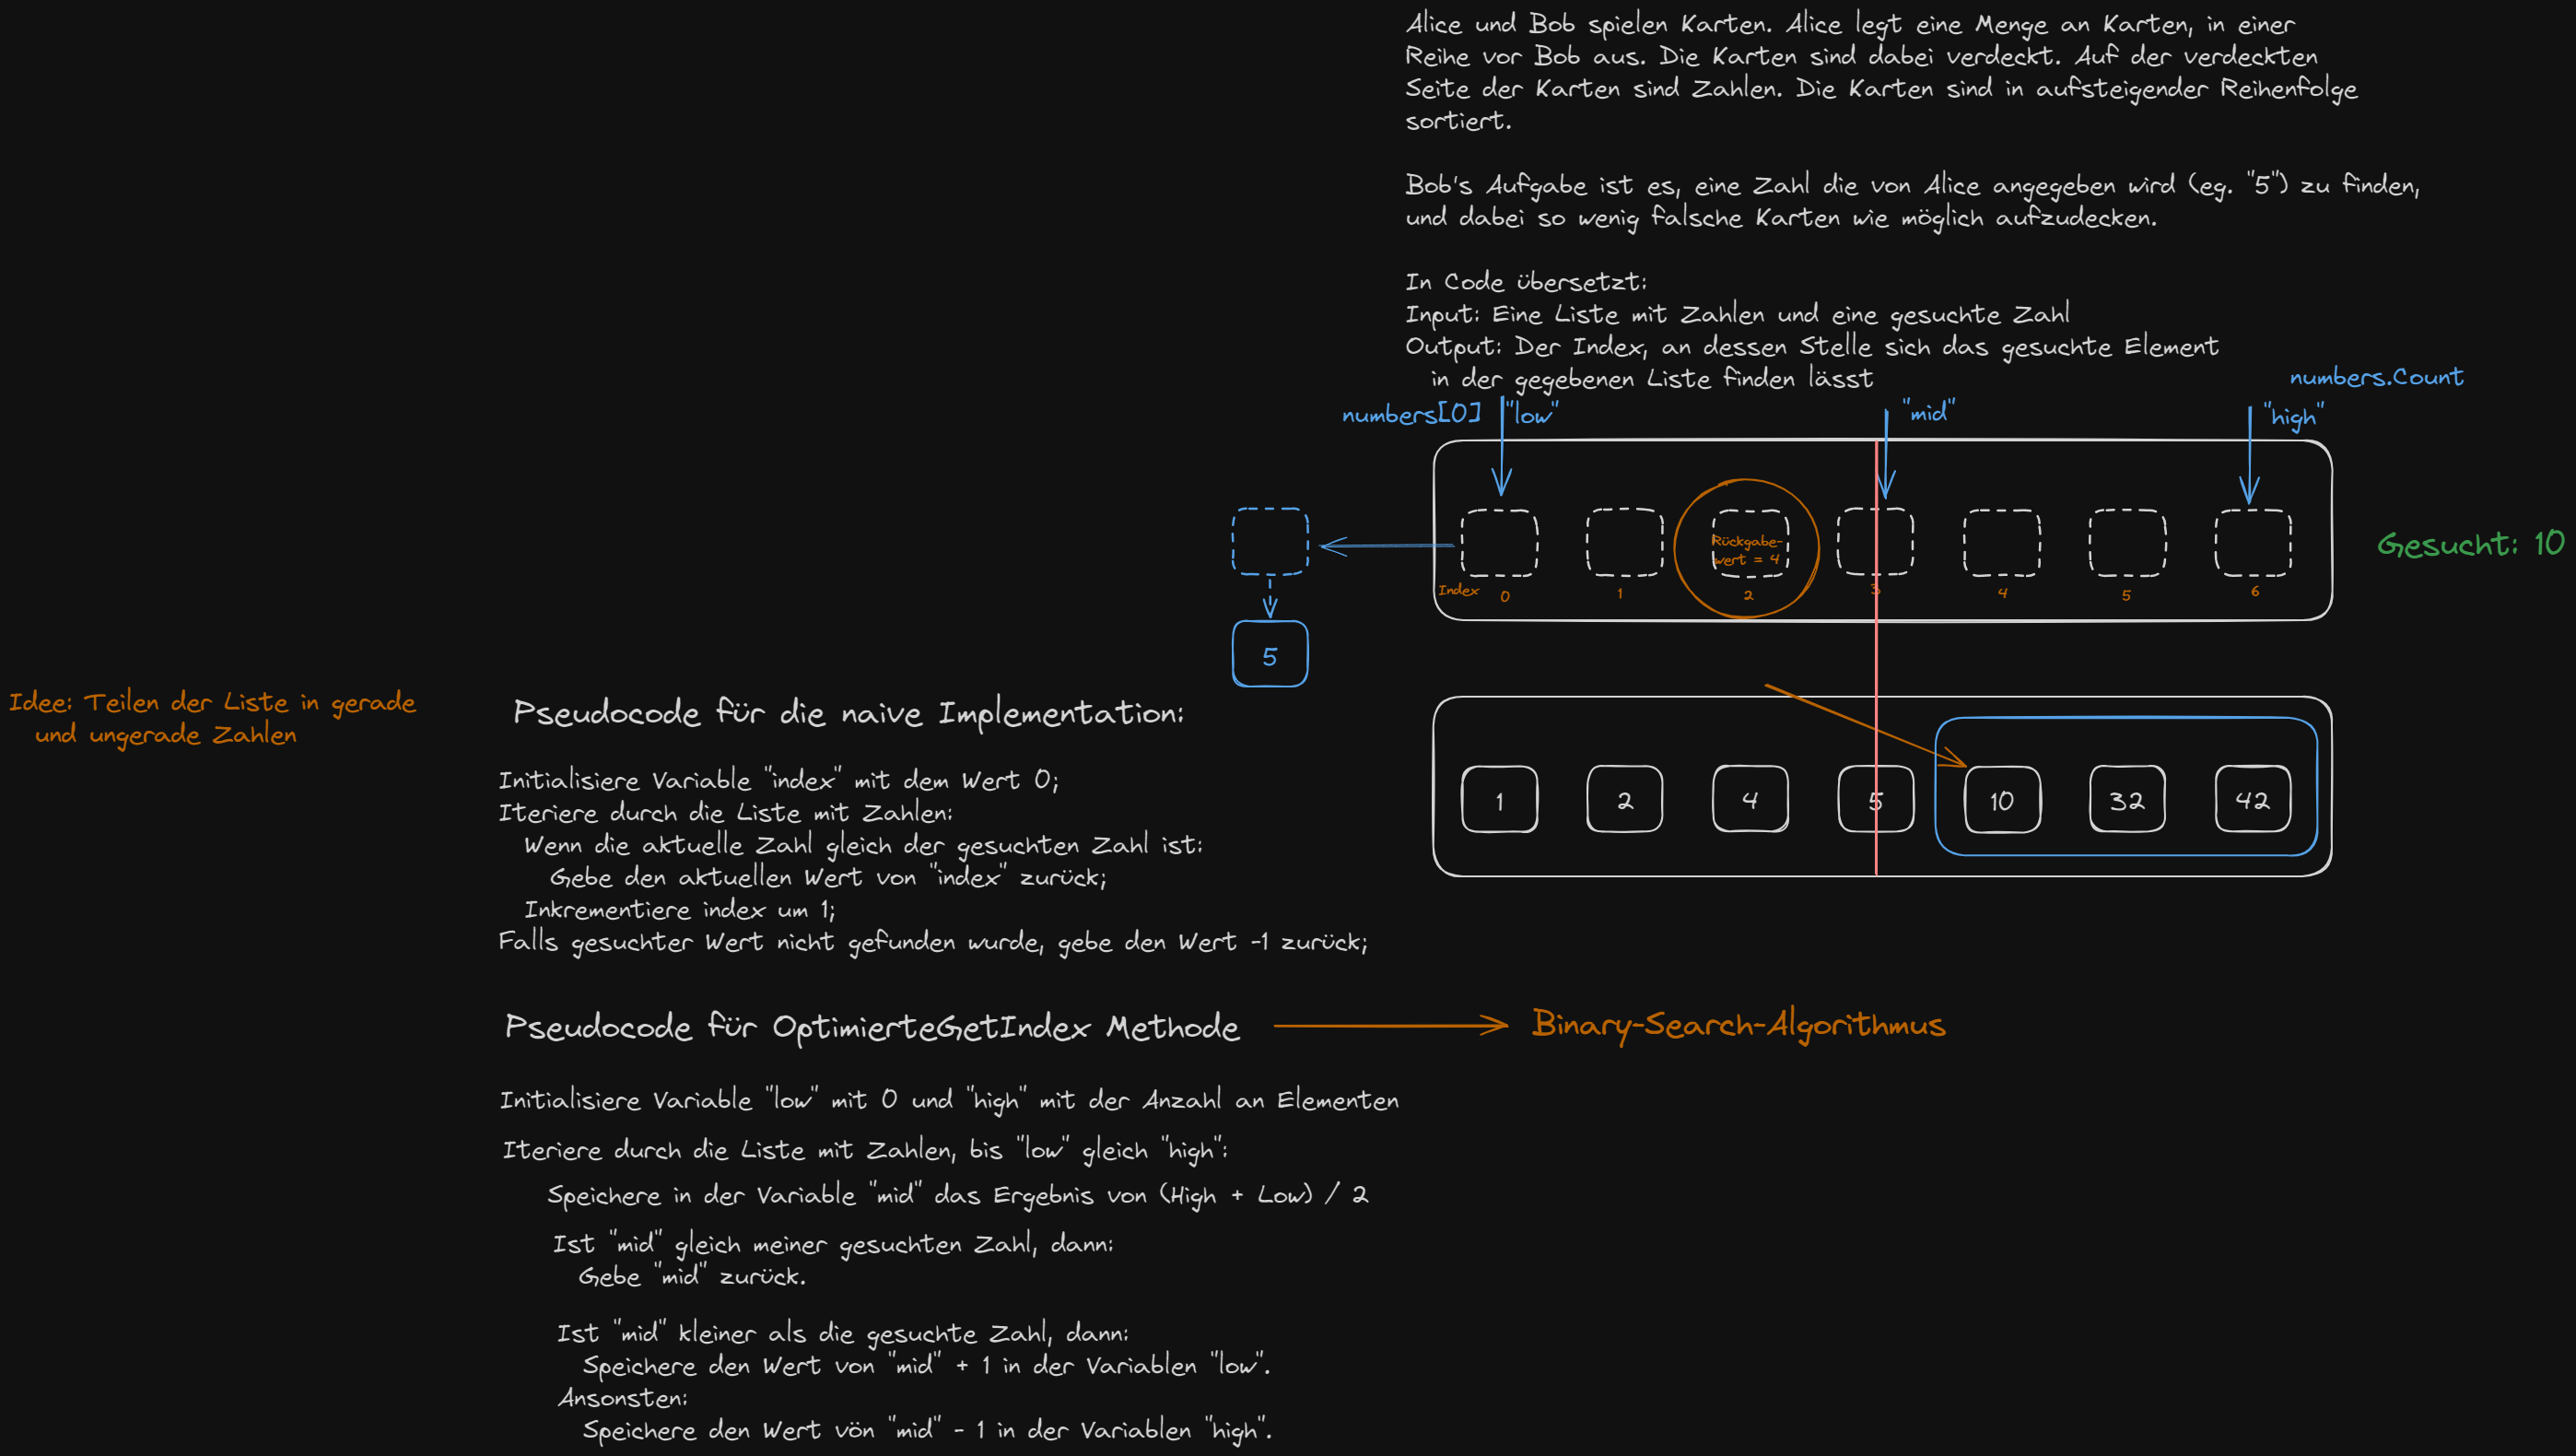 Alice und Bob spielen Karten. Alice legt eine Menge an Karten, in einer
Reihe vor Bob aus. Die Karten sind dabei verdeckt. Auf der verdeckten
Seite der Karten sind Zahlen. Die Karten sind in aufsteigender Reihenfolge
sortiert.
Bob's Aufgabe ist es, eine Zahl die von Alice angegeben wird (eg. "5") zu finden,
und dabei so wenig falsche Karten wie möglich aufzudecken.
In Code übersetzt:
Input: Eine Liste mit Zahlen und eine gesuchte Zahl
Output: Der Index, an dessen Stelle sich das gesuchte Element
in der gegebenen Liste finden lässt
numbers.Count
numbers[0] "low" "mid" "high"
Rückgabe-
wert = 4
Gesucht: 10
Index 0 1 2 3 4 5 6
5
1 2 4 5 10 32 42
Idee: Teilen der Liste in gerade
und ungerade Zahlen
Pseudocode für die naive Implementation:
Initialisiere Variable "index" mit dem Wert 0;
Iteriere durch die Liste mit Zahlen:
Wenn die aktuelle Zahl gleich der gesuchten Zahl ist:
Gebe den aktuellen Wert von "index" zurück;
Inkrementiere index um 1;
Falls gesuchter Wert nicht gefunden wurde, gebe den Wert -1 zurück;
Pseudocode für OptimierteGetIndex Methode
Binary-Search-Algorithmus
Initialisiere Variable "low" mit 0 und "high" mit der Anzahl an Elementen
Iteriere durch die Liste mit Zahlen, bis "low" gleich "high":
Speichere in der Variable "mid" das Ergebnis von (High + Low) / 2
Ist "mid" gleich meiner gesuchten Zahl, dann:
Gebe "mid" zurück.
Ist "mid" kleiner als die gesuchte Zahl, dann:
Speichere den Wert von "mid" + 1 in der Variablen "low".
Ansonsten:
Speichere den Wert vön "mid" - 1 in der Variablen "high".